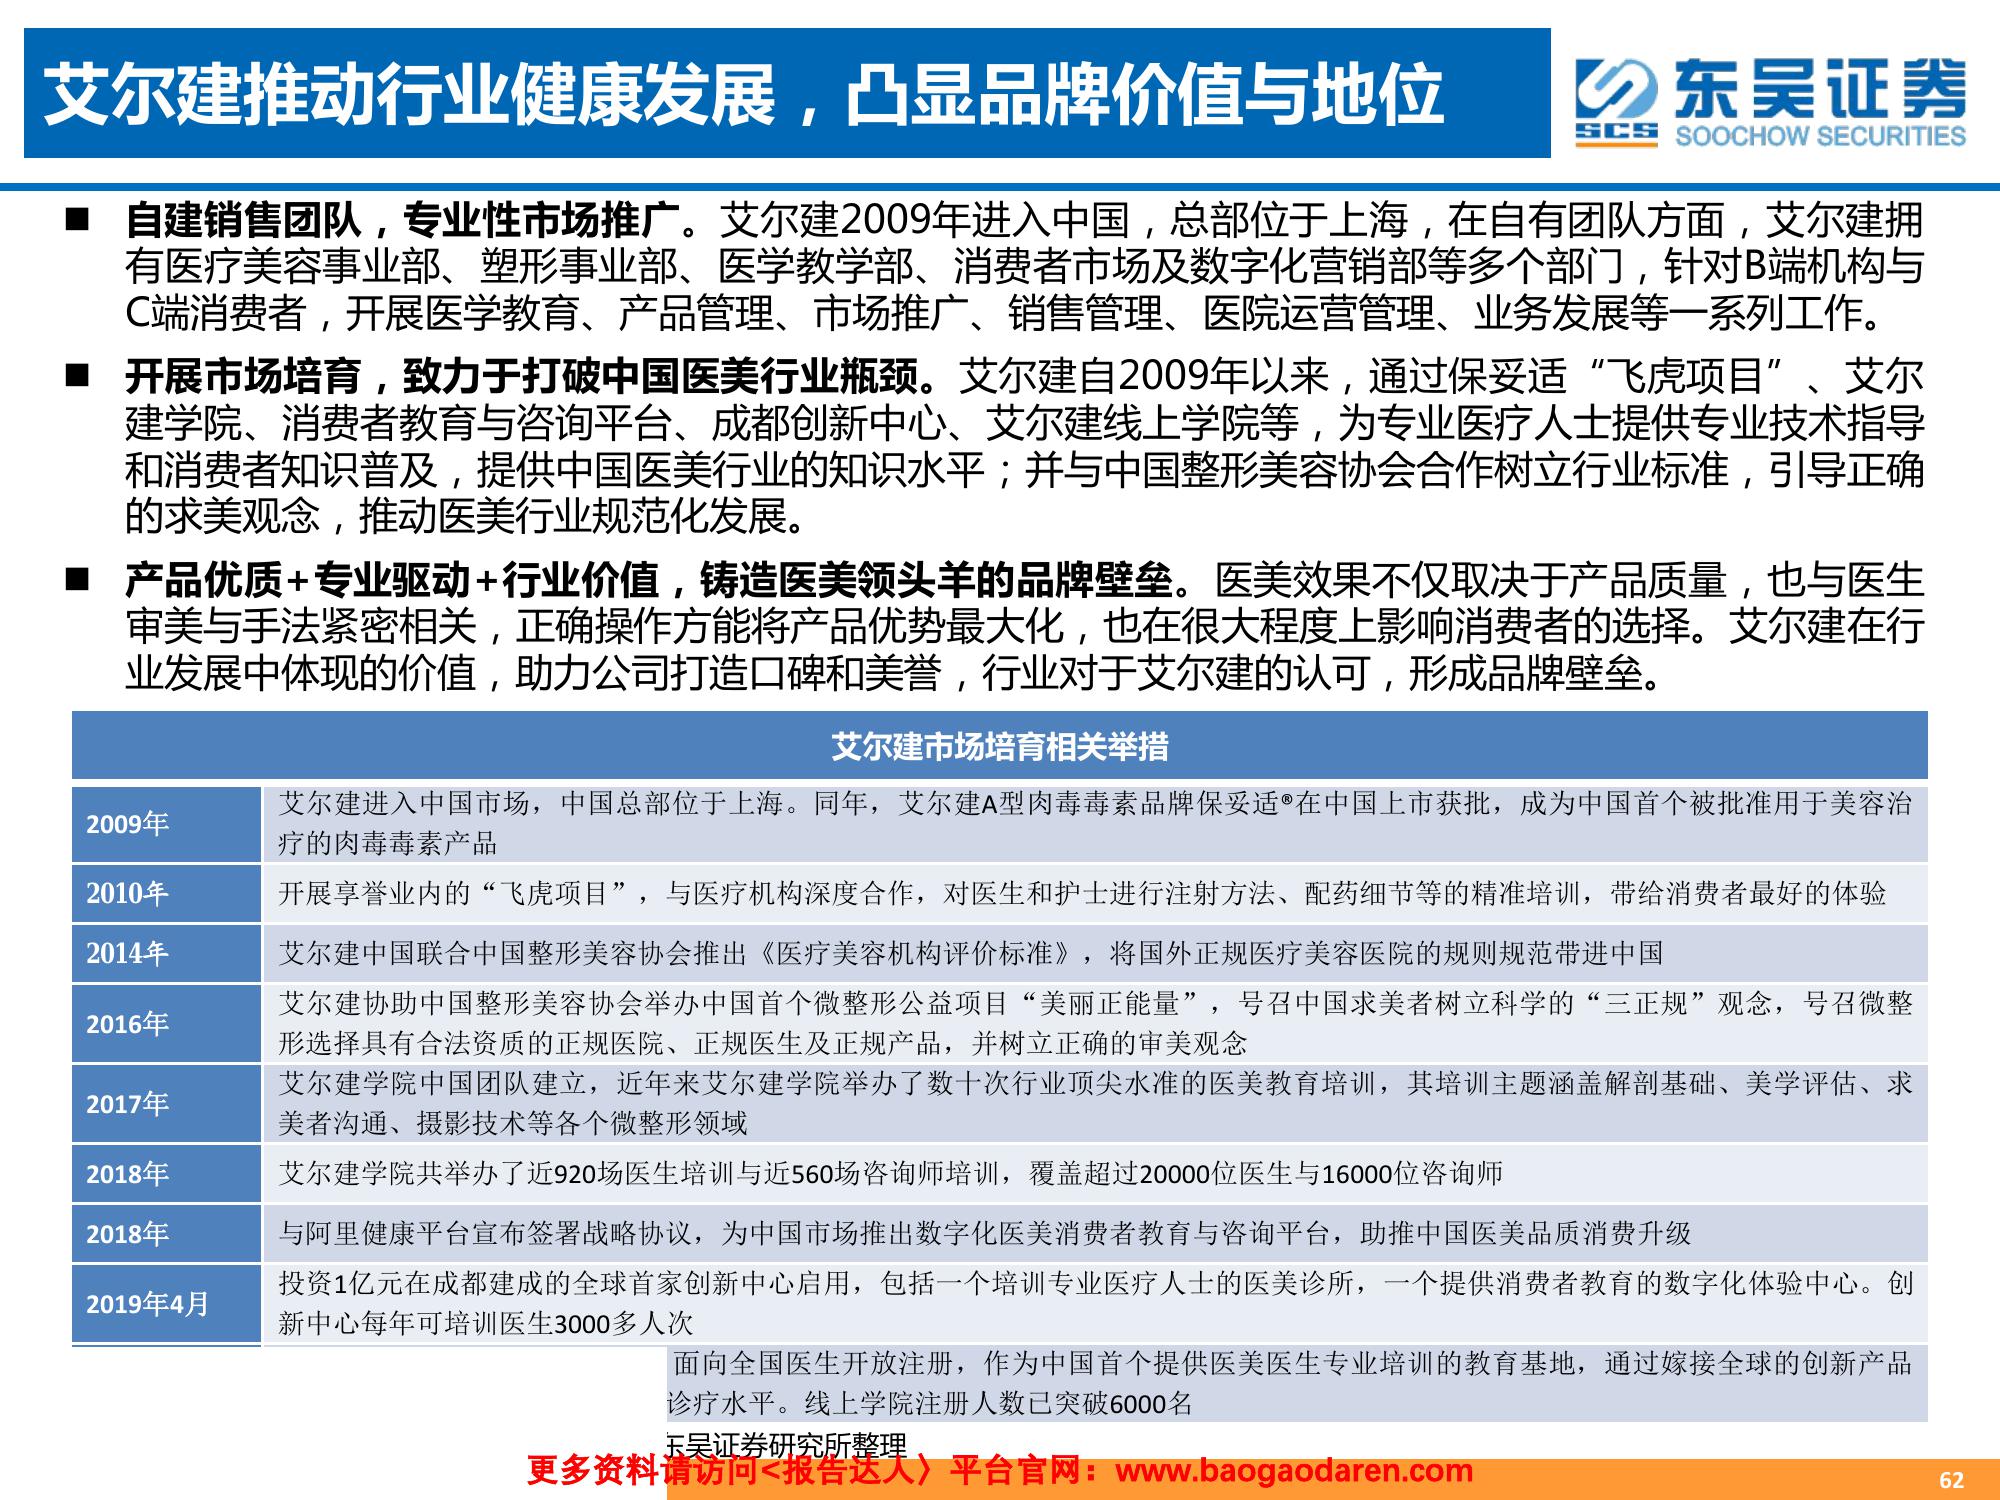 艾尔建推动行业健康发展，凸显品牌价值与地位
东吴证券
SCS
SOOCHOW SECURITIES
■ 自建销售团队，专业性市场推广。艾尔建2009年进入中国，总部位于上海，在自有团队方面，艾尔建拥
有医疗美容事业部、塑形事业部、医学教学部、消费者市场及数字化营销部等多个部门，针对B端机构与
C端消费者，开展医学教育、产品管理、市场推广、销售管理、医院运营管理、业务发展等一系列工作。
■ 开展市场培育，致力于打破中国医美行业瓶颈。艾尔建自2009年以来，通过保妥适“飞虎项目”、艾尔
建学院、消费者教育与咨询平台、成都创新中心、艾尔建线上学院等，为专业医疗人士提供专业技术指导
和消费者知识普及，提供中国医美行业的知识水平；并与中国整形美容协会合作树立行业标准，引导正确
的求美观念，推动医美行业规范化发展。
■ 产品优质+专业驱动+行业价值，铸造医美领头羊的品牌壁垒。医美效果不仅取决于产品质量，也与医生
审美与手法紧密相关，正确操作方能将产品优势最大化，也在很大程度上影响消费者的选择。艾尔建在行
业发展中体现的价值，助力公司打造口碑和美誉，行业对于艾尔建的认可，形成品牌壁垒。
艾尔建市场培育相关举措
2009年
艾尔建进入中国市场，中国总部位于上海。同年，艾尔建A型肉毒毒素品牌保妥适®在中国上市获批，成为中国首个被批准用于美容治
疗的肉毒毒素产品
2010年
开展享誉业内的“飞虎项目”，与医疗机构深度合作，对医生和护士进行注射方法、配药细节等的精准培训，带给消费者最好的体验
2014年
艾尔建中国联合中国整形美容协会推出《医疗美容机构评价标准》，将国外正规医疗美容医院的规则规范带进中国
2016年
艾尔建协助中国整形美容协会举办中国首个微整形公益项目“美丽正能量”，号召中国求美者树立科学的“三正规”观念，号召微整
形选择具有合法资质的正规医院、正规医生及正规产品，并树立正确的审美观念
2017年
艾尔建学院中国团队建立，近年来艾尔建学院举办了数十次行业顶尖水准的医美教育培训，其培训主题涵盖解剖基础、美学评估、求
美者沟通、摄影技术等各个微整形领域
2018年
艾尔建学院共举办了近920场医生培训与近560场咨询师培训，覆盖超过20000位医生与16000位咨询师
2018年
与阿里健康平台宣布签署战略协议，为中国市场推出数字化医美消费者教育与咨询平台，助推中国医美品质消费升级
2019年4月
投资1亿元在成都建成的全球首家创新中心启用，包括一个培训专业医疗人士的医美诊所，一个提供消费者教育的数字化体验中心。创
新中心每年可培训医生3000多人次
面向全国医生开放注册，作为中国首个提供医美医生专业培训的教育基地，通过嫁接全球的创新产品
诊疗水平。线上学院注册人数已突破6000名
东吴证券研究所整理
更多资料请访问<报告达人〉平台官网：www.baogaodaren.com
62